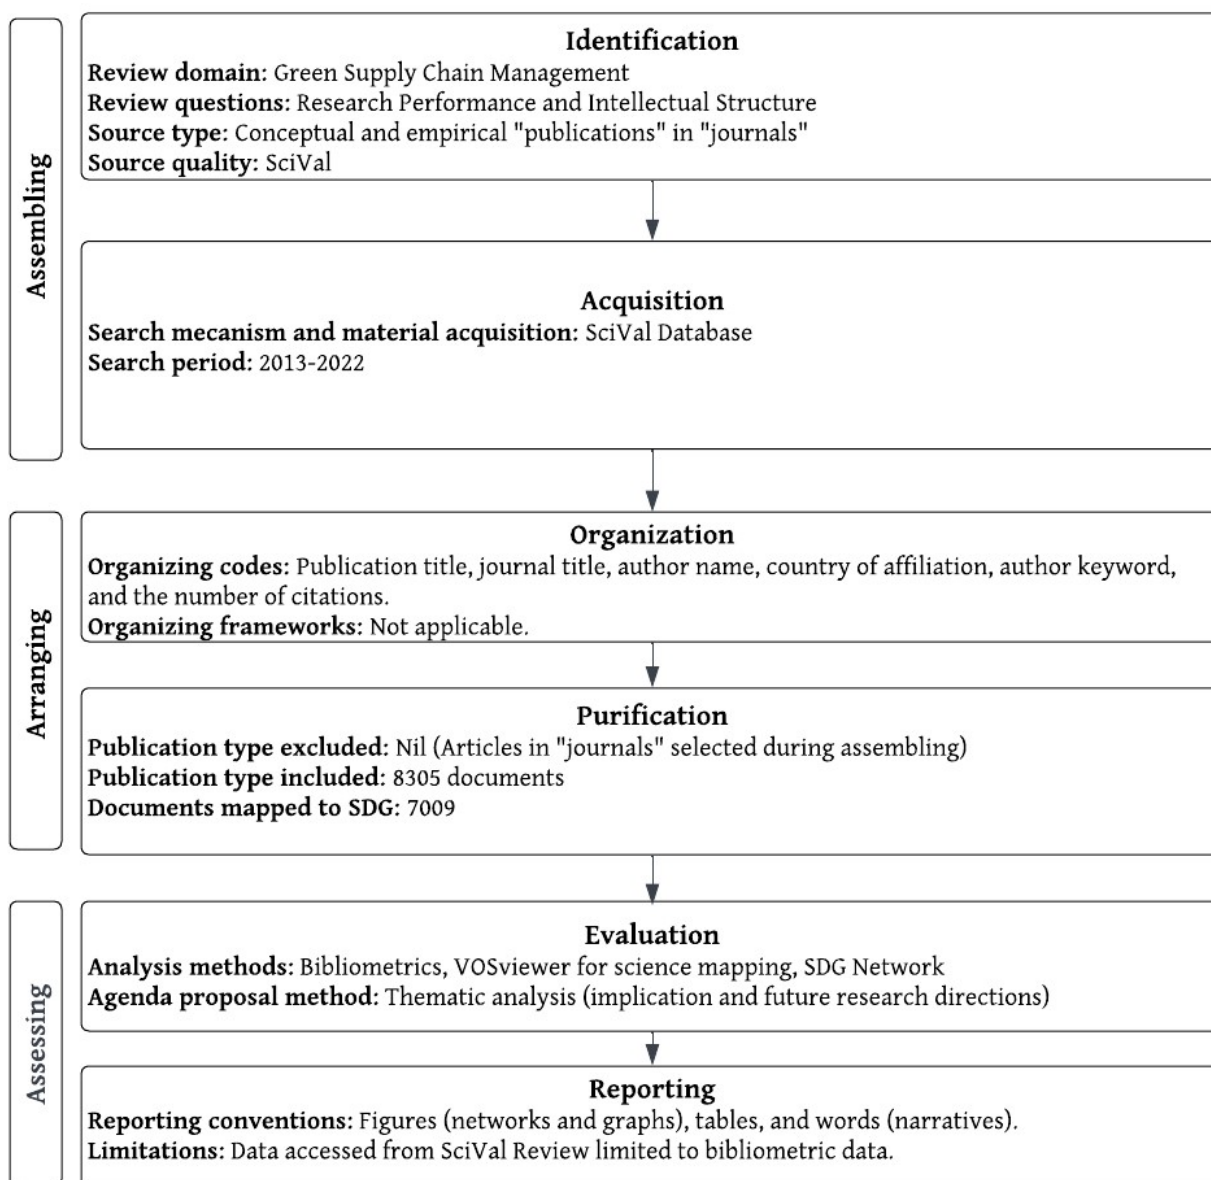 Assembling
Identification
Review domain: Green Supply Chain Management
Review questions: Research Performance and Intellectual Structure
Source type: Conceptual and empirical "publications" in "journals"
Source quality: SciVal
Acquisition
Search mecanism and material acquisition: SciVal Database
Search period: 2013-2022
Arranging
Organization
Organizing codes: Publication title, journal title, author name, country of affiliation, author keyword,
and the number of citations.
Organizing frameworks: Not applicable.
Purification
Publication type excluded: Nil (Articles in "journals" selected during assembling)
Publication type included: 8305 documents
Documents mapped to SDG: 7009
Assessing
Evaluation
Analysis methods: Bibliometrics, VOSviewer for science mapping, SDG Network
Agenda proposal method: Thematic analysis (implication and future research directions)
Reporting
Reporting conventions: Figures (networks and graphs), tables, and words (narratives).
Limitations: Data accessed from SciVal Review limited to bibliometric data.